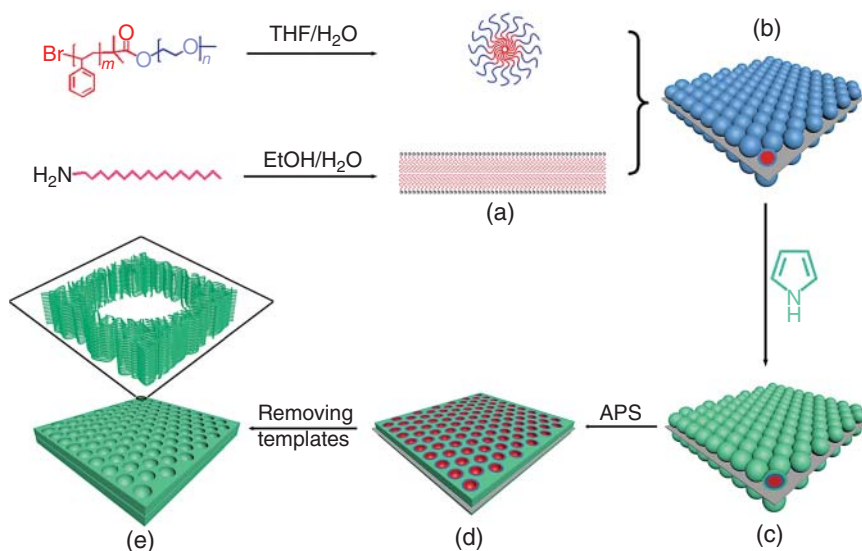 THF/H₂O
(b)
Br
m
O
O
O
n
H₂N
EtOH/H₂O
(a)
N
H
Removing
templates
APS
(e)
(d)
(c)